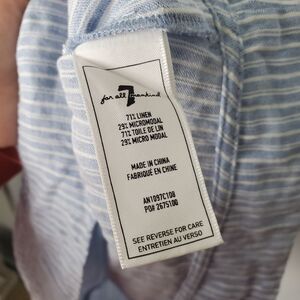 for all 7 mankind
71% LINEN
29% MICROMODAL
71% TOILE DE LIN
29% MICRO MODAL
MADE IN CHINA
FABRIQUÉ EN CHINE
AN1097C108
PO# 2675100
SEE REVERSE FOR CARE
ENTRETIEN AU VERSO